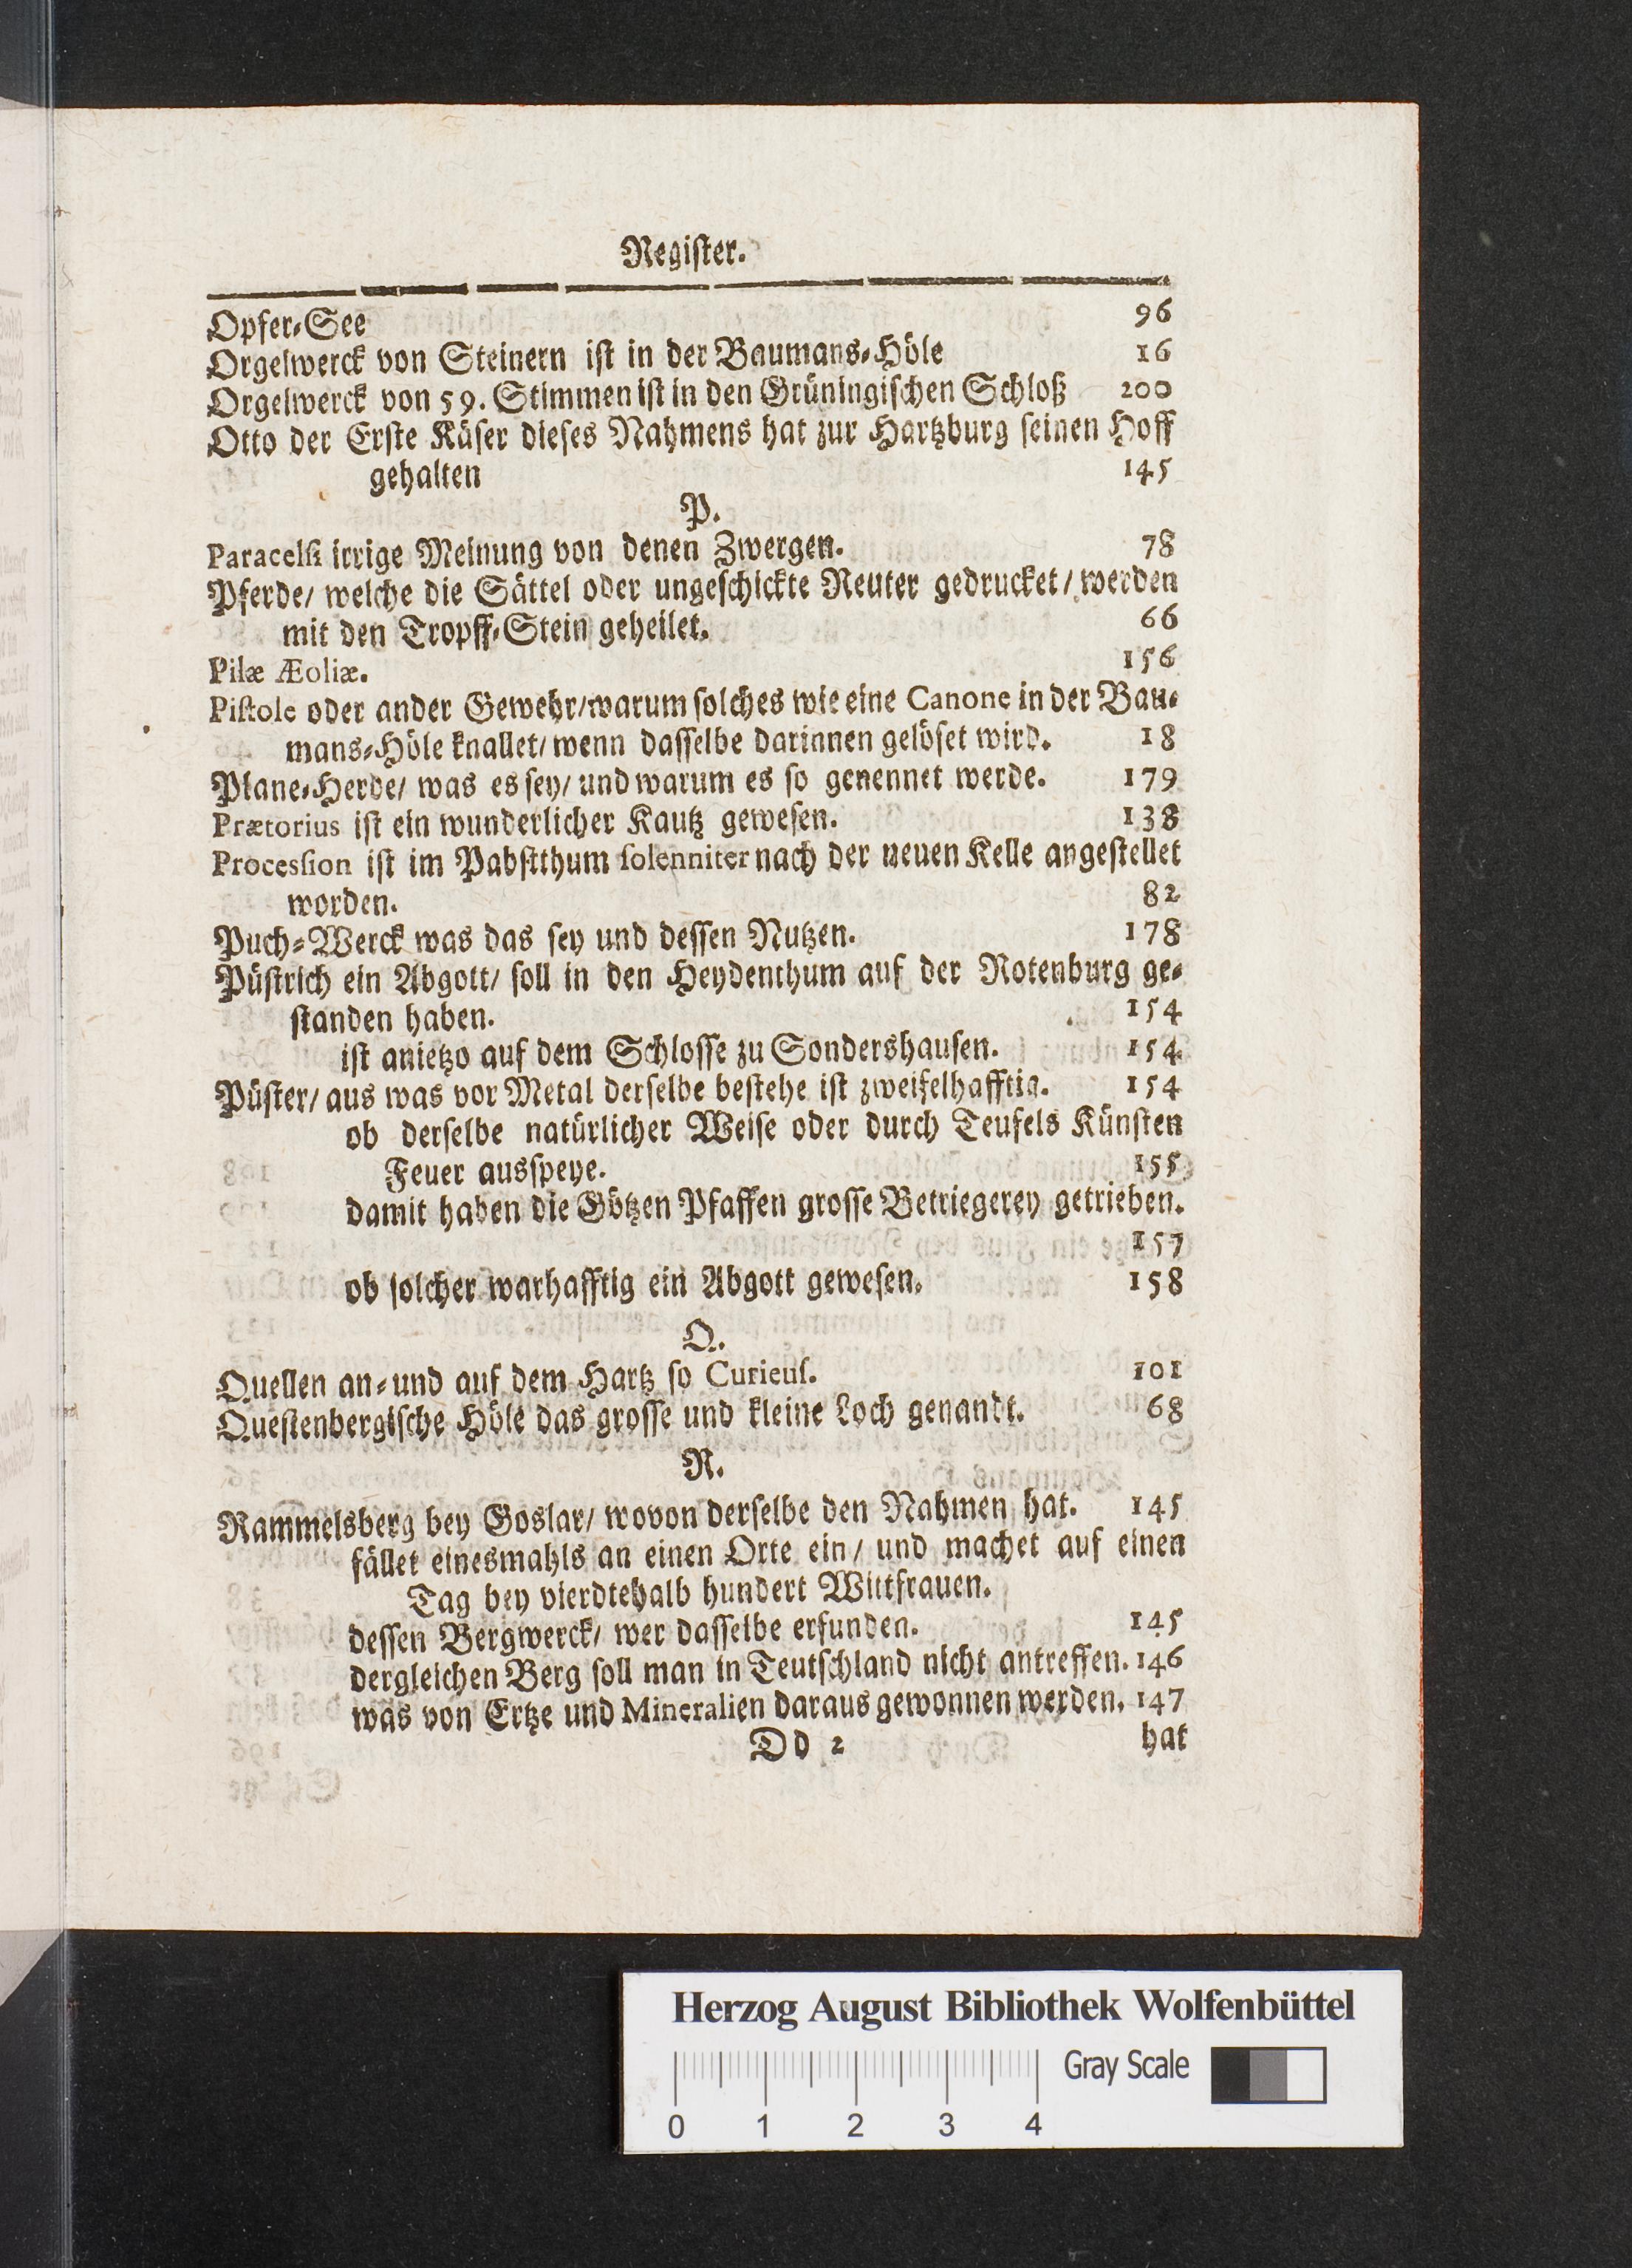 Register.
Opfer-See 96
Orgelwerck von Steinern ist in der Baumans-Höle 16
Orgelwerck von 59. Stimmen ist in den Grüningischen Schloß 200
Otto der Erste Käser dieses Nahmens hat zur Hartzburg seinen Hoff
gehalten 145
P.
Paracelsi irrige Meinung von denen Zwergen. 78
Pferde/ welche die Sättel oder ungeschickte Reuter gedrucket/ werden
mit den Tropff-Stein geheilet. 66
Pilæ Æoliæ. 156
Pistole oder ander Gewehr/warum solches wie eine Canone in der Bau-
mans-Höle knallet/ wenn dasselbe darinnen gelöset wird. 18
Plane-Herde/ was es sey/ und warum es so genennet werde. 179
Prætorius ist ein wunderlicher Kautz gewesen. 138
Procession ist im Pabstthum solenniter nach der neuen Kelle angestellet
worden. 82
Puch-Werck was das sey und dessen Nutzen. 178
Püstrich ein Abgott/ soll in den Heydenthum auf der Rotenburg ge-
standen haben. 154
ist anietzo auf dem Schlosse zu Sondershausen. 154
Püster/ aus was vor Metal derselbe bestehe ist zweifelhafftig. 154
ob derselbe natürlicher Weise oder durch Teufels Künsten
Feuer ausspeye. 155
damit haben die Götzen Pfaffen grosse Betriegerey getrieben.
157
ob solcher warhafftig ein Abgott gewesen. 158
Q.
Quellen an-und auf dem Hartz so Curieus. 101
Questenbergische Höle das grosse und kleine Loch genandt. 68
R.
Rammelsberg bey Goslar/ wovon derselbe den Nahmen hat. 145
fället einesmahls an einen Orte ein/ und machet auf einen
Tag bey vierdtehalb hundert Wittfrauen.
dessen Bergwerck/ wer dasselbe erfunden. 145
dergleichen Berg soll man in Teutschland nicht antreffen. 146
was von Ertze und Mineralien daraus gewonnen werden. 147
Dd 2 hat
Herzog August Bibliothek Wolfenbüttel
Gray Scale
0 1 2 3 4